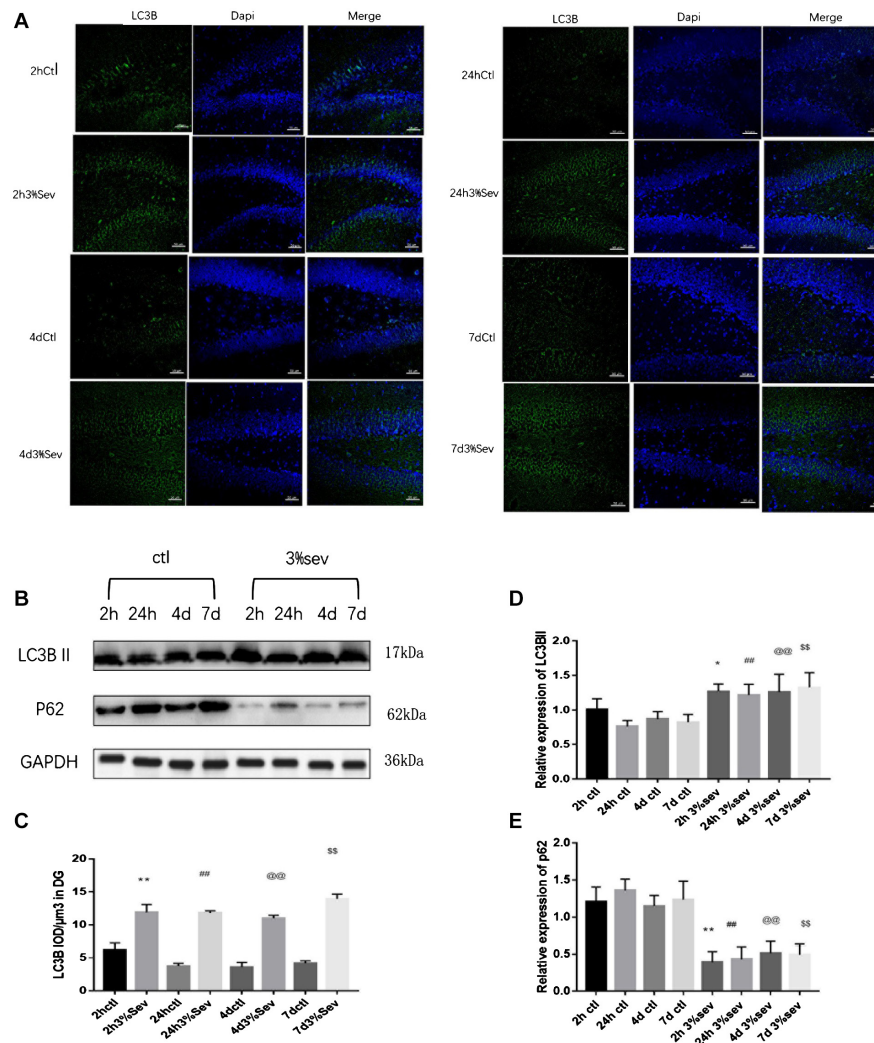 A
LC3B Dapi Merge
2hCtl
2h3%Sev
4dCtl
4d3%Sev
LC3B Dapi Merge
24hCtl
24h3%Sev
7dCtl
7d3%Sev
B
ctl 3%sev
2h 24h 4d 7d 2h 24h 4d 7d
LC3B II 17kDa
P62 62kDa
GAPDH 36kDa
C
LC3B IOD/μm3 in DG
15
10
5
0
** ## @@ $$
2hctl 2h3%Sev 24hctl 24h3%Sev 4dctl 4d3%Sev 7dctl 7d3%Sev
D
Relative expression of LC3BII
2.0
1.5
1.0
0.5
0.0
* ## @@ $$
2h ctl 24h ctl 4d ctl 7d ctl 2h 3%sev 24h 3%sev 4d 3%sev 7d 3%sev
E
Relative expression of p62
2.0
1.5
1.0
0.5
0.0
** ## @@ $$
2h ctl 24h ctl 4d ctl 7d ctl 2h 3%sev 24h 3%sev 4d 3%sev 7d 3%sev